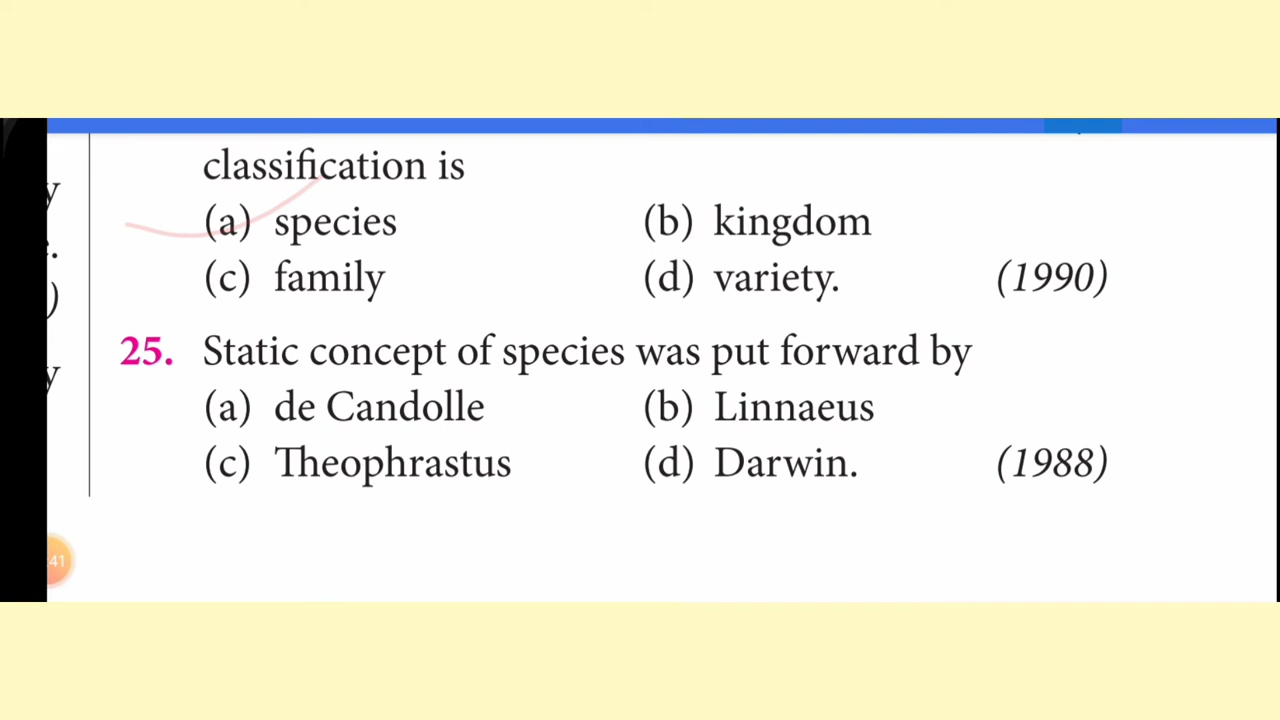 classification is
(a) species (b) kingdom
(c) family (d) variety. (1990)
25. Static concept of species was put forward by
(a) de Candolle (b) Linnaeus
(c) Theophrastus (d) Darwin. (1988)
y
e.
)
y
41